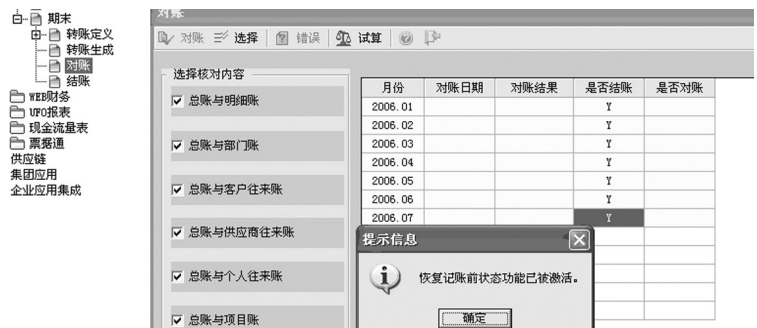 对账
期末
转账定义
转账生成
对账
结账
WEB财务
UFO报表
现金流量表
票据通
供应链
集团应用
企业应用集成
对账 选择 错误 试算
选择核对内容
总账与明细账
总账与部门账
总账与客户往来账
总账与供应商往来账
总账与个人往来账
总账与项目账
月份 对账日期 对账结果 是否结账 是否对账
2006.01 Y
2006.02 Y
2006.03 Y
2006.04 Y
2006.05 Y
2006.06 Y
2006.07 Y
提示信息
恢复记账前状态功能已被激活。
确定